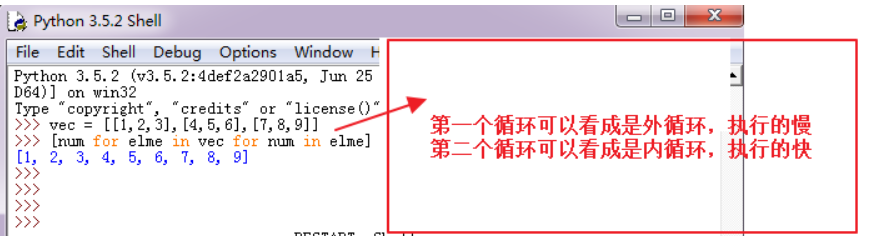 Python 3.5.2 Shell
File Edit Shell Debug Options Window H
Python 3.5.2 (v3.5.2:4def2a2901a5, Jun 25
D64)] on win32
Type "copyright", "credits" or "license()"
>>> vec = [[1,2,3],[4,5,6],[7,8,9]]
>>> [num for elme in vec for num in elme]
[1, 2, 3, 4, 5, 6, 7, 8, 9]
>>>
>>>
>>>
>>>
第一个循环可以看成是外循环，执行的慢
第二个循环可以看成是内循环，执行的快